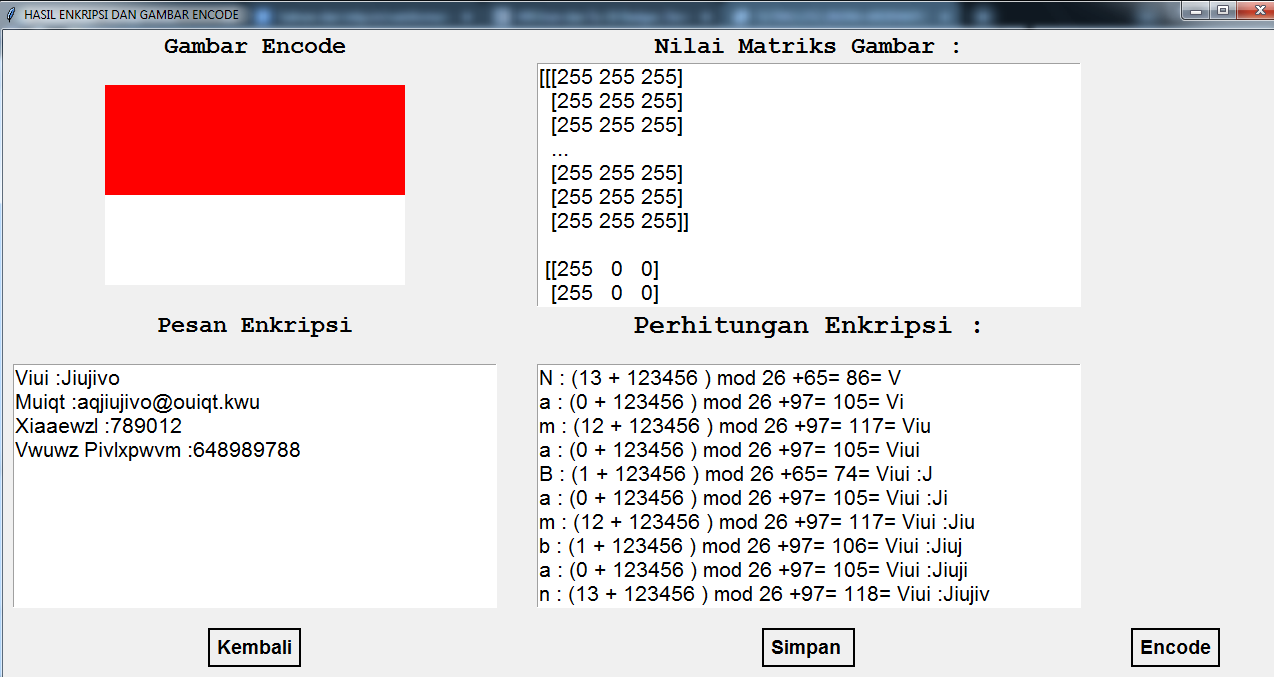 HASIL ENKRIPSI DAN GAMBAR ENCODE
Gambar Encode
Nilai Matriks Gambar :
[[[255 255 255]
[255 255 255]
[255 255 255]
...
[255 255 255]
[255 255 255]
[255 255 255]]
[[255 0 0]
[255 0 0]
Pesan Enkripsi
Viui :Jiujivo
Muiqt :aqjiujivo@ouiqt.kwu
Xiaaewzl :789012
Vwuwz Pivlxpwvm :648989788
Perhitungan Enkripsi :
N : (13 + 123456 ) mod 26 +65= 86= V
a : (0 + 123456 ) mod 26 +97= 105= Vi
m : (12 + 123456 ) mod 26 +97= 117= Viu
a : (0 + 123456 ) mod 26 +97= 105= Viui
B : (1 + 123456 ) mod 26 +65= 74= Viui :J
a : (0 + 123456 ) mod 26 +97= 105= Viui :Ji
m : (12 + 123456 ) mod 26 +97= 117= Viui :Jiu
b : (1 + 123456 ) mod 26 +97= 106= Viui :Jiuj
a : (0 + 123456 ) mod 26 +97= 105= Viui :Jiuji
n : (13 + 123456 ) mod 26 +97= 118= Viui :Jiujiv
Kembali
Simpan
Encode